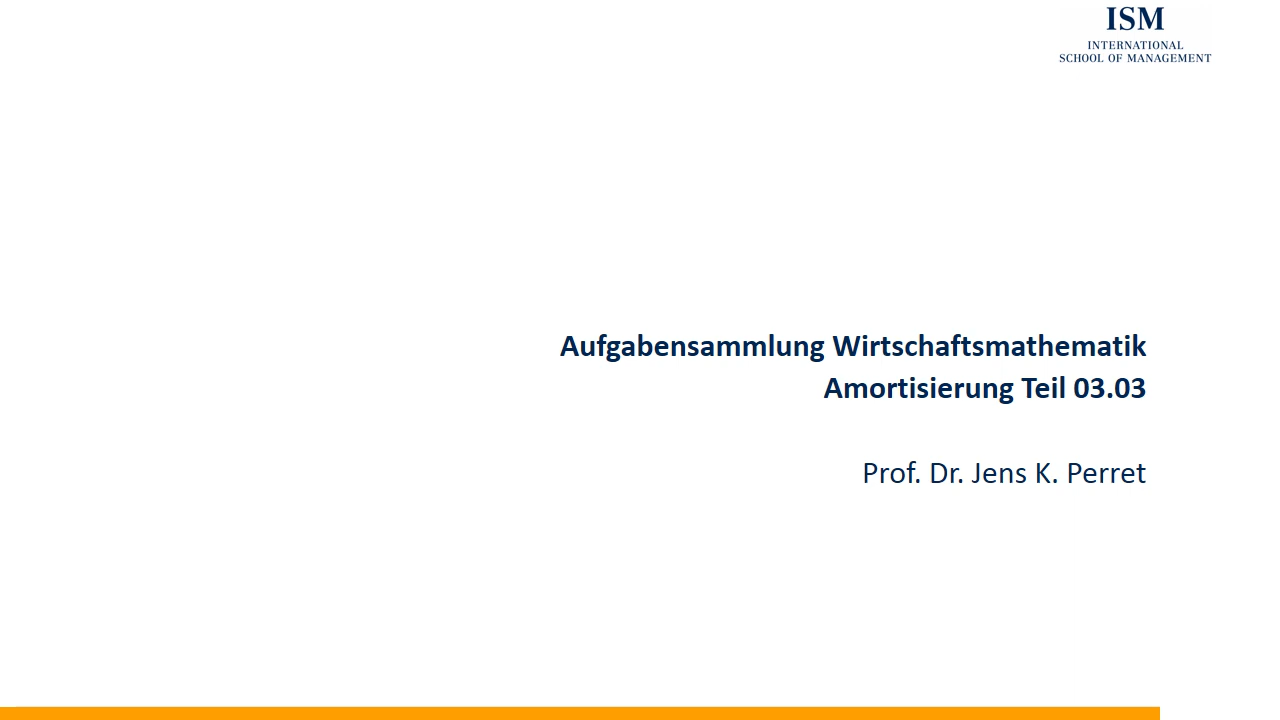 ISM
INTERNATIONAL
SCHOOL OF MANAGEMENT
Aufgabensammlung Wirtschaftsmathematik
Amortisierung Teil 03.03
Prof. Dr. Jens K. Perret